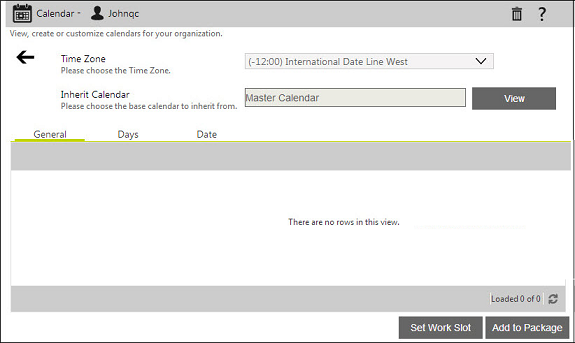 Calendar - Johnqc ?
View, create or customize calendars for your organization.
Time Zone
Please choose the Time Zone.
(-12:00) International Date Line West
Inherit Calendar
Please choose the base calendar to inherit from.
Master Calendar
View
General Days Date
There are no rows in this view.
Loaded 0 of 0
Set Work Slot Add to Package